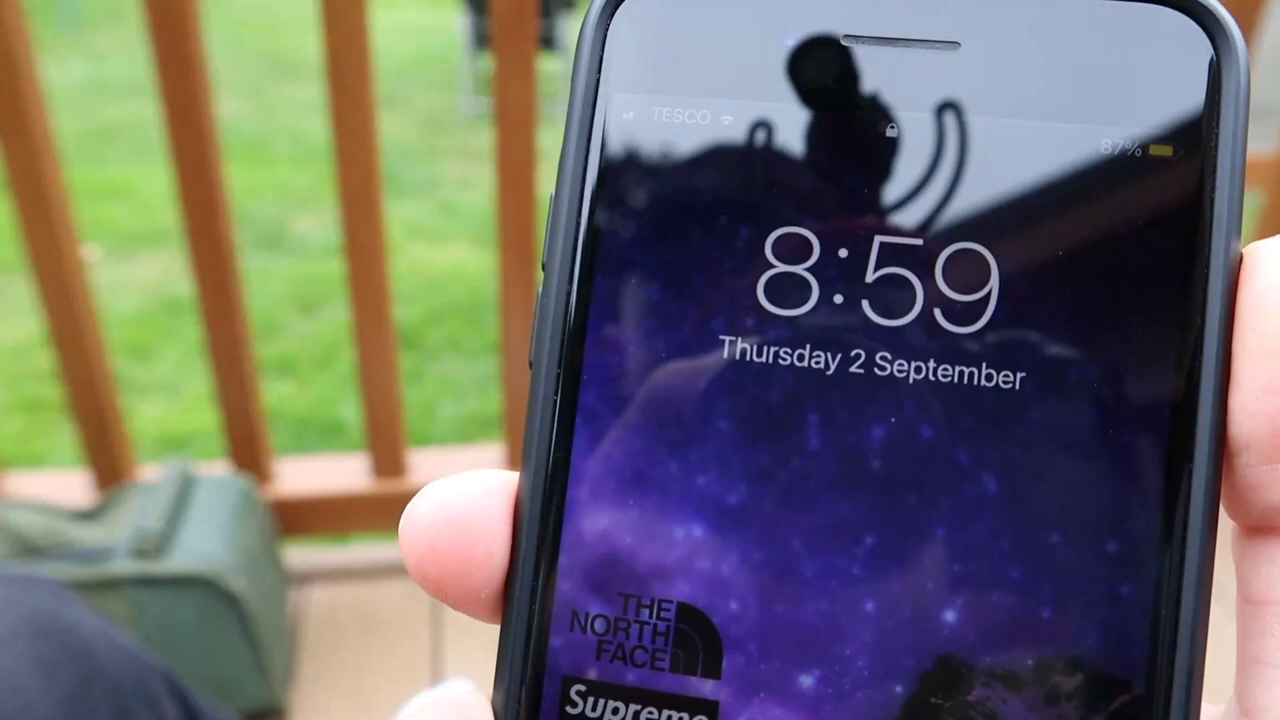 TESCO
87%
8:59
Thursday 2 September
THE
NORTH
FACE
Supreme